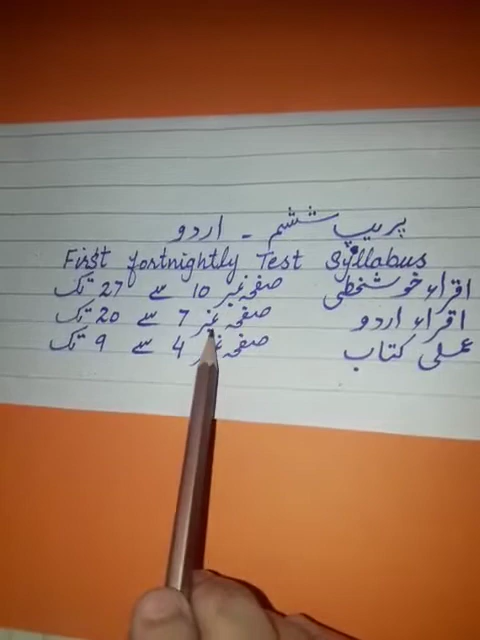 پریپ ششم - اردو
First fortnightly Test Syllabus
اقراء خوشخطی صفحہ نمبر 10 سے 27 تک
اقراء اردو صفحہ نمبر 7 سے 20 تک
عملی کتاب صفحہ نمبر 4 سے 9 تک